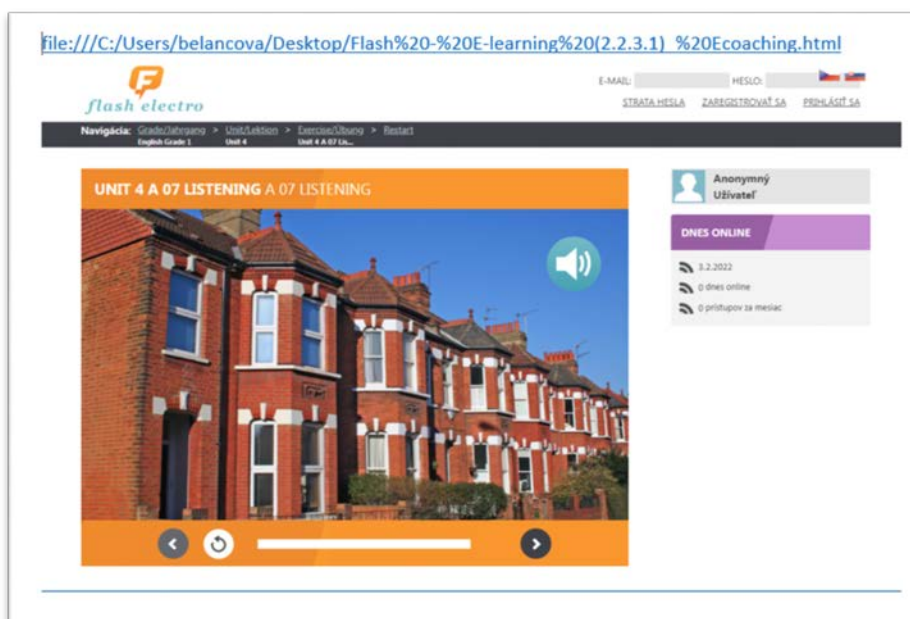 file:///C:/Users/belancova/Desktop/Flash%20-%20E-learning%20(2.2.3.1)_%20Ecoaching.html
flash electro
E-MAIL: HESLO:
STRATA HESLA ZAREGISTROVAŤ SA PRIHLÁSIŤ SA
Navigácia: Grade/Jahrgang > Unit/Lektion > Exercise/Übung > Restart
English Grade 1 Unit 4 Unit 4 A 07 Lis...
UNIT 4 A 07 LISTENING A 07 LISTENING
Anonymný
Užívateľ
DNES ONLINE
3.2.2022
0 dnes online
0 prístupov za mesiac